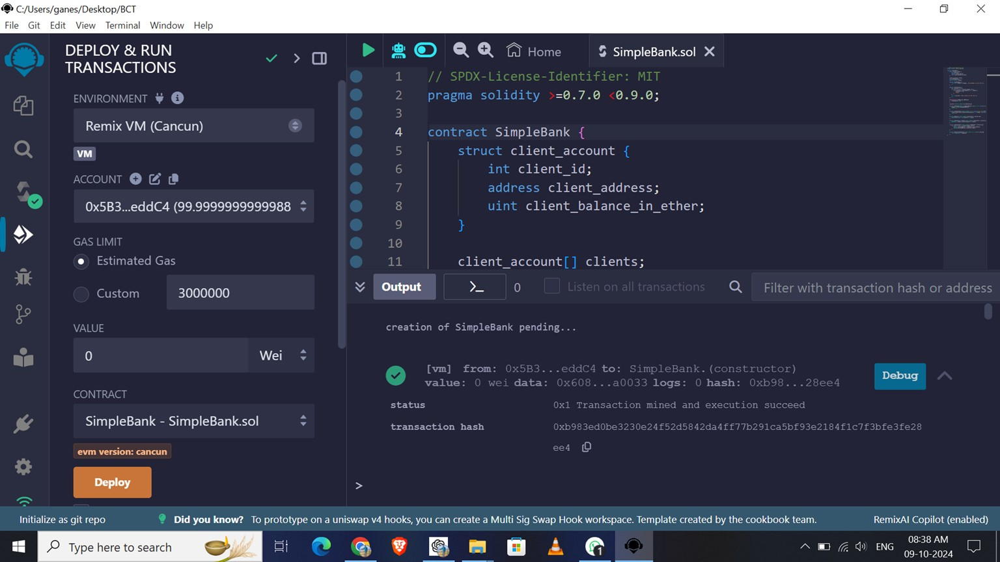 C:/Users/ganes/Desktop/BCT
File Git Edit View Terminal Window Help
DEPLOY & RUN
TRANSACTIONS
ENVIRONMENT
Remix VM (Cancun)
VM
ACCOUNT
0x5B3...eddC4 (99.9999999999988
GAS LIMIT
Estimated Gas
Custom
3000000
VALUE
0
Wei
CONTRACT
SimpleBank - SimpleBank.sol
evm version: cancun
Deploy
Home
SimpleBank.sol
1 // SPDX-License-Identifier: MIT
2 pragma solidity >=0.7.0 <0.9.0;
3
4 contract SimpleBank {
5 struct client_account {
6 int client_id;
7 address client_address;
8 uint client_balance_in_ether;
9 }
10
11 client_account[] clients;
Output >_ 0 Listen on all transactions Filter with transaction hash or address
creation of SimpleBank pending...
[vm] from: 0x5B3...eddC4 to: SimpleBank.(constructor)
value: 0 wei data: 0x608...a0033 logs: 0 hash: 0xb98...28ee4
Debug
status 0x1 Transaction mined and execution succeed
transaction hash 0xb983ed0be3230e24f52d5842da4ff77b291ca5bf93e2184f1c7f3bfe3fe28
ee4
>
Initialize as git repo Did you know? To prototype on a uniswap v4 hooks, you can create a Multi Sig Swap Hook workspace. Template created by the cookbook team. RemixAI Copilot (enabled)
Type here to search
1
ENG
08:38 AM
09-10-2024